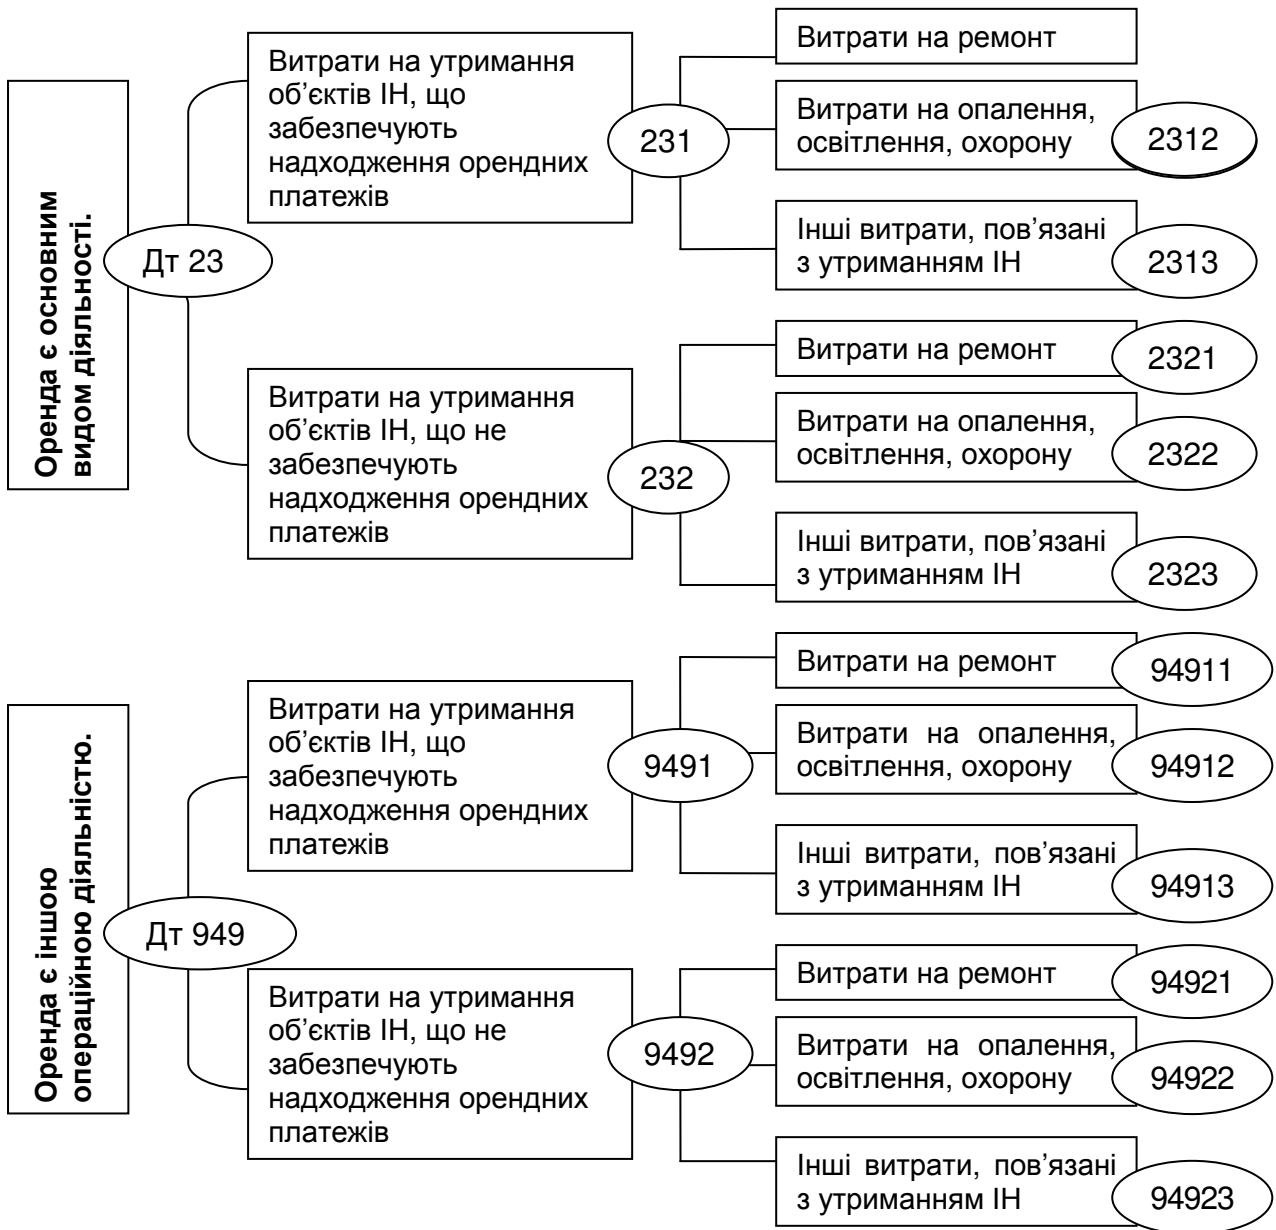 Оренда є основним
видом діяльності.
Дт 23
Витрати на утримання
об’єктів ІН, що
забезпечують
надходження орендних
платежів
231
Витрати на ремонт
Витрати на опалення,
освітлення, охорону
2312
Інші витрати, пов’язані
з утриманням ІН
2313
Витрати на утримання
об’єктів ІН, що не
забезпечують
надходження орендних
платежів
232
Витрати на ремонт
2321
Витрати на опалення,
освітлення, охорону
2322
Інші витрати, пов’язані
з утриманням ІН
2323
Оренда є іншою
операційною діяльністю.
Дт 949
Витрати на утримання
об’єктів ІН, що
забезпечують
надходження орендних
платежів
9491
Витрати на ремонт
94911
Витрати на опалення,
освітлення, охорону
94912
Інші витрати, пов’язані
з утриманням ІН
94913
Витрати на утримання
об’єктів ІН, що не
забезпечують
надходження орендних
платежів
9492
Витрати на ремонт
94921
Витрати на опалення,
освітлення, охорону
94922
Інші витрати, пов’язані
з утриманням ІН
94923